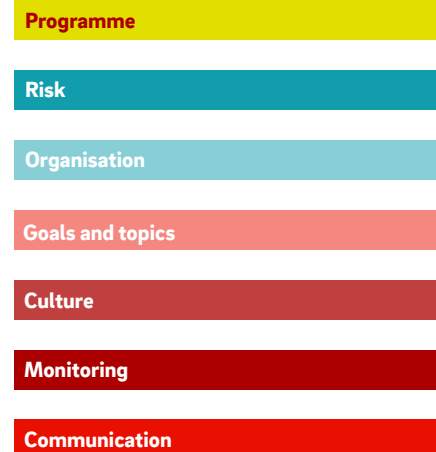 Programme
Risk
Organisation
Goals and topics
Culture
Monitoring
Communication